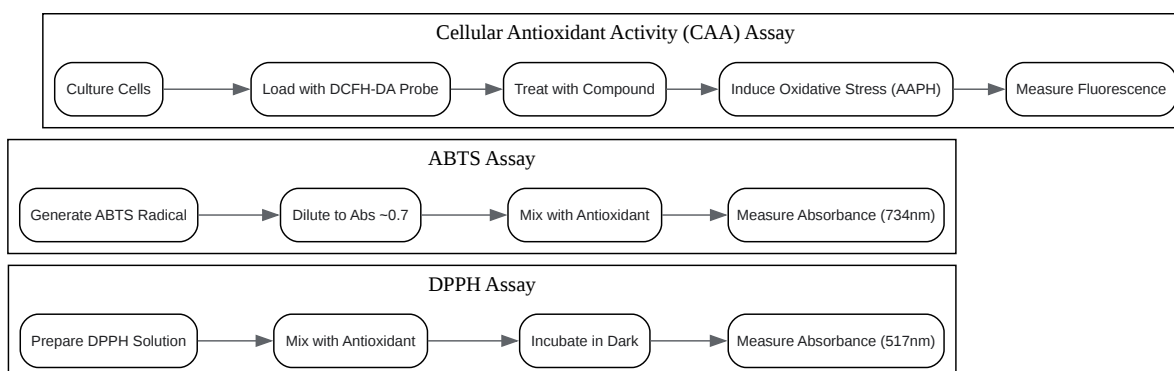 Cellular Antioxidant Activity (CAA) Assay
Culture Cells
Load with DCFH-DA Probe
Treat with Compound
Induce Oxidative Stress (AAPH)
Measure Fluorescence
ABTS Assay
Generate ABTS Radical
Dilute to Abs ~0.7
Mix with Antioxidant
Measure Absorbance (734nm)
DPPH Assay
Prepare DPPH Solution
Mix with Antioxidant
Incubate in Dark
Measure Absorbance (517nm)